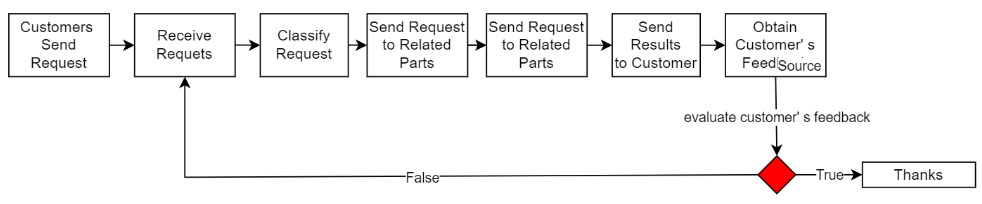 Customers
Send
Request
Receive
Requets
Classify
Request
Send Request
to Related
Parts
Send Request
to Related
Parts
Send
Results
to Customer
Obtain
Customer' s
Feed
Source
evaluate customer' s feedback
False
True
Thanks